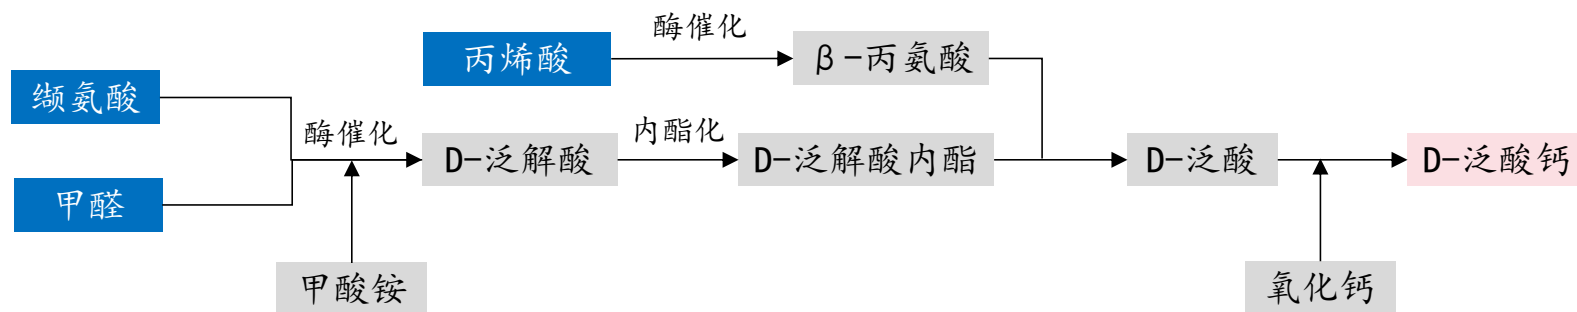 酶催化
丙烯酸
β-丙氨酸
缬氨酸
酶催化
内酯化
D-泛解酸
D-泛解酸内酯
D-泛酸
D-泛酸钙
甲醛
甲酸铵
氧化钙